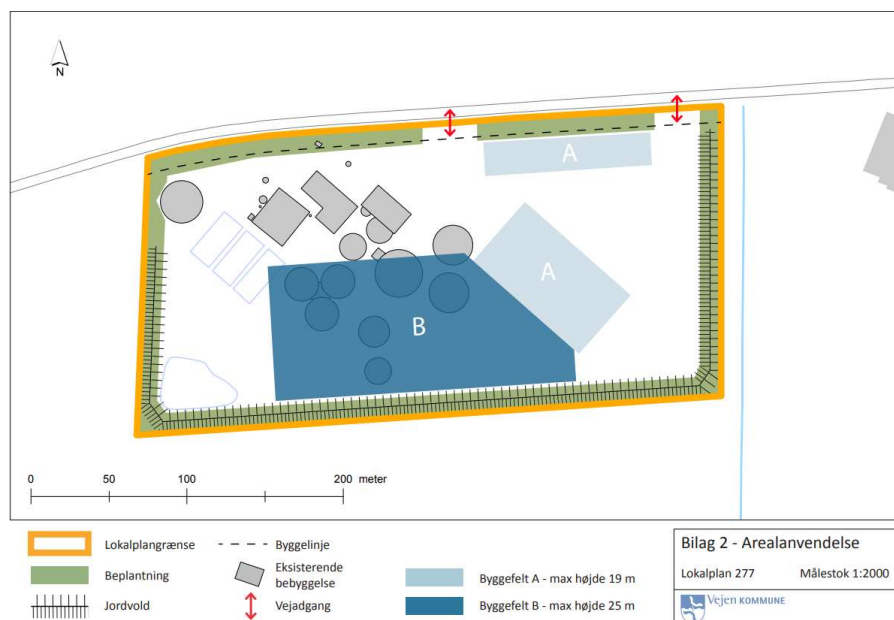 N
A
A
B
0 50 100 200 meter
Lokalplangrænse
Beplantning
Jordvold
Byggelinje
Eksisterende
bebyggelse
Vejadgang
Byggefelt A - max højde 19 m
Byggefelt B - max højde 25 m
Bilag 2 - Arealanvendelse
Lokalplan 277 Målestok 1:2000
Vejen KOMMUNE